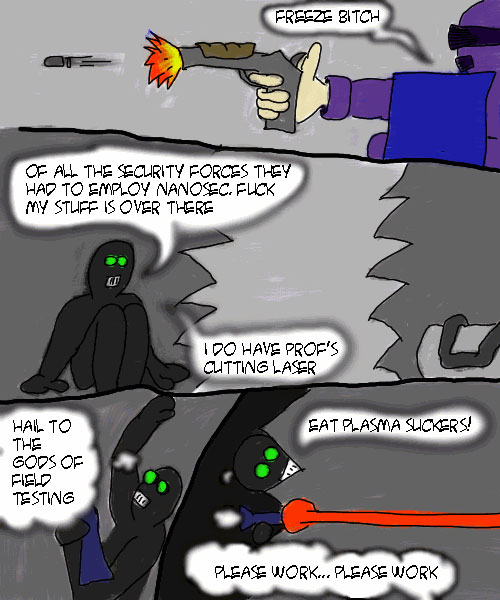 FREEZE BITCH
OF ALL THE SECURITY FORCES THEY
HAD TO EMPLOY NANOSEC. FUCK
MY STUFF IS OVER THERE
I DO HAVE PROF'S
CUTTING LASER
HAIL TO
THE
GODS OF
FIELD
TESTING
EAT PLASMA SUCKERS!
PLEASE WORK... PLEASE WORK